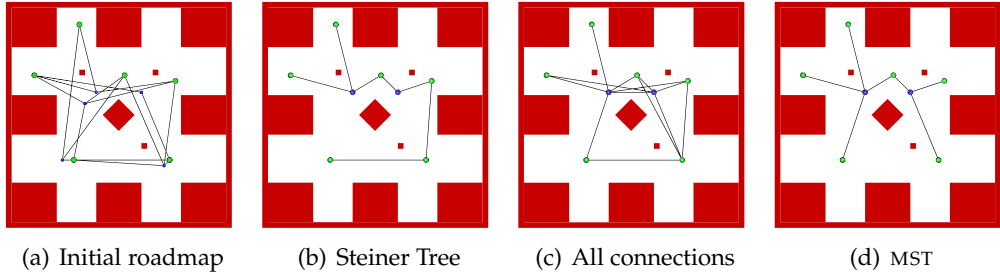 (a) Initial roadmap
(b) Steiner Tree
(c) All connections
(d) MST